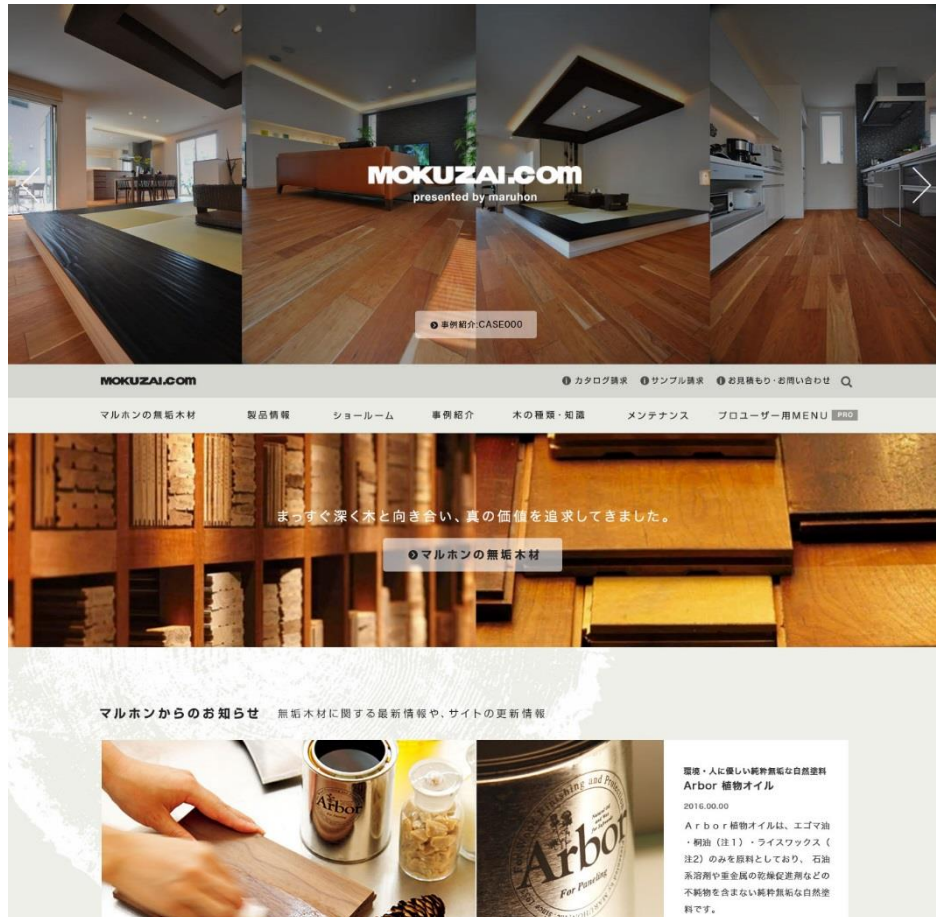 MOKUZAI.COM
presented by maruhon
事例紹介:CASE000
MOKUZAI.COM
カタログ請求 サンプル請求 お見積もり・お問い合わせ
マルホンの無垢木材 製品情報 ショールーム 事例紹介 木の種類・知識 メンテナンス プロユーザー用MENU PRO
まっすぐ深く木と向き合い、真の価値を追求してきました。
マルホンの無垢木材
マルホンからのお知らせ 無垢木材に関する最新情報や、サイトの更新情報
Arbor
Arbor
For Paneling
環境・人に優しい純粋無垢な自然塗料
Arbor 植物オイル
2016.00.00
Ａｒｂｏｒ植物オイルは、エゴマ油
・桐油（注１）・ライスワックス（
注２）のみを原料としており、 石油
系溶剤や重金属の乾燥促進剤などの
不純物を含まない純粋無垢な自然塗
料です。